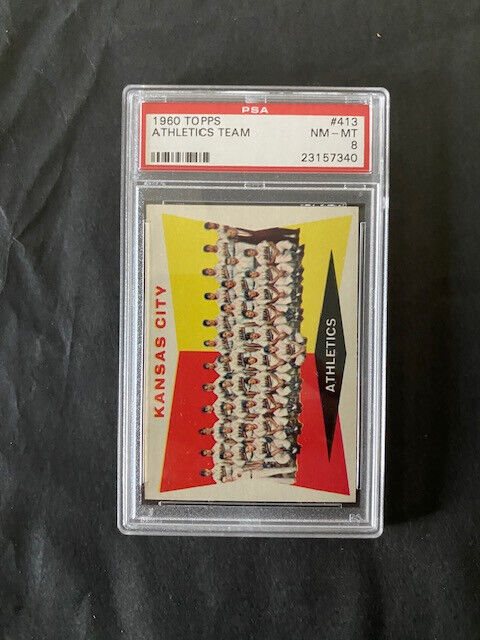 PSA
1960 TOPPS #413
ATHLETICS TEAM NM-MT
8
23157340
KANSAS CITY
ATHLETICS